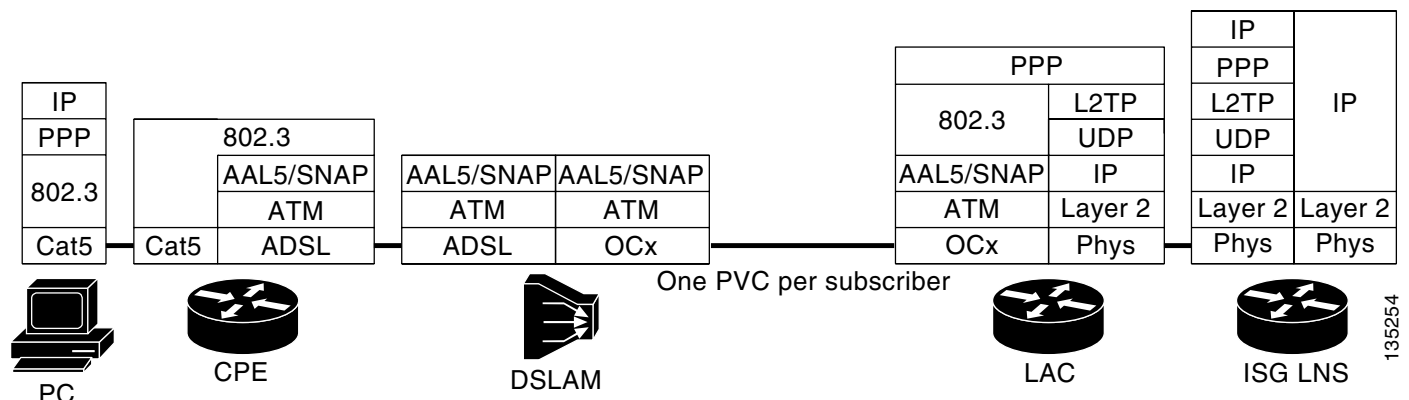 IP
PPP
802.3
Cat5
802.3
AAL5/SNAP
ATM
Cat5 ADSL
AAL5/SNAP AAL5/SNAP
ATM ATM
ADSL OCx
One PVC per subscriber
PPP
802.3 L2TP
UDP
AAL5/SNAP IP
ATM Layer 2
OCx Phys
IP
PPP
L2TP IP
UDP
IP
Layer 2 Layer 2
Phys Phys
PC
CPE
DSLAM
LAC
ISG LNS
135254